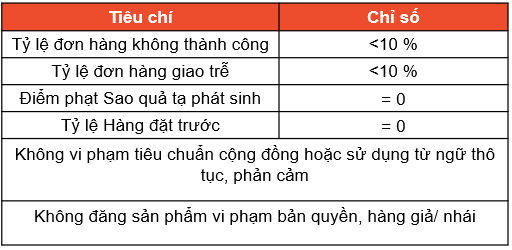 Tiêu chí Chỉ số
Tỷ lệ đơn hàng không thành công <10 %
Tỷ lệ đơn hàng giao trễ <10 %
Điểm phạt Sao quả tạ phát sinh = 0
Tỷ lệ Hàng đặt trước = 0
Không vi phạm tiêu chuẩn cộng đồng hoặc sử dụng từ ngữ thô
tục, phản cảm
Không đăng sản phẩm vi phạm bản quyền, hàng giả/ nhái